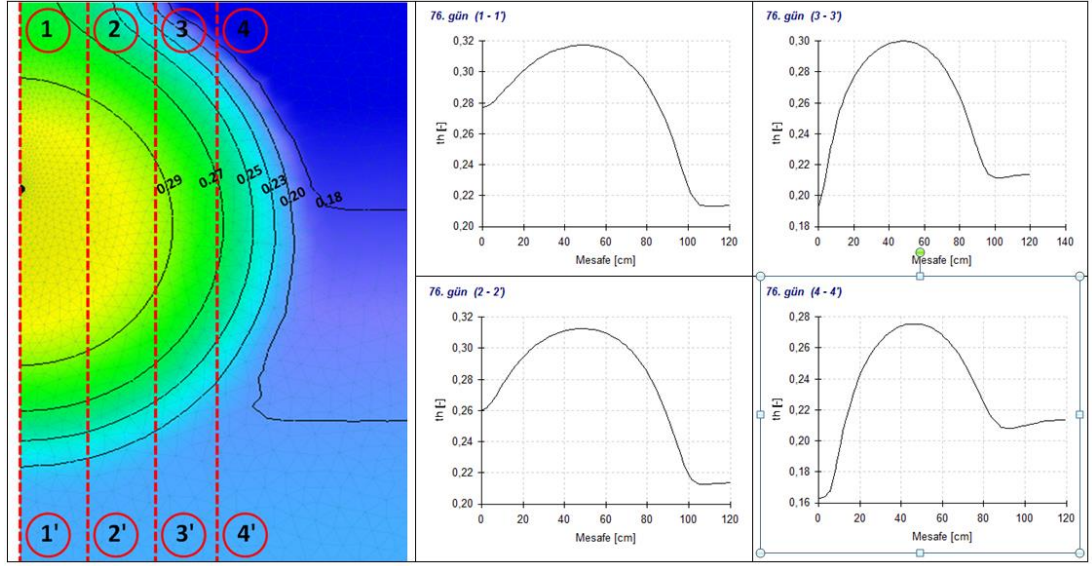 1 2 3 4
0.29 0.27 0.25 0.23 0.20 0.18
1' 2' 3' 4'
76. gün (1 - 1')
0,32
0,30
0,28
0,26
0,24
0,22
0,20
th [-]
0 20 40 60 80 100 120
Mesafe [cm]
76. gün (3 - 3')
0,30
0,28
0,26
0,24
0,22
0,20
0,18
th [-]
0 20 40 60 80 100 120 140
Mesafe [cm]
76. gün (2 - 2')
0,32
0,30
0,28
0,26
0,24
0,22
0,20
th [-]
0 20 40 60 80 100 120
Mesafe [cm]
76. gün (4 - 4')
0,28
0,26
0,24
0,22
0,20
0,18
0,16
th [-]
0 20 40 60 80 100 120
Mesafe [cm]